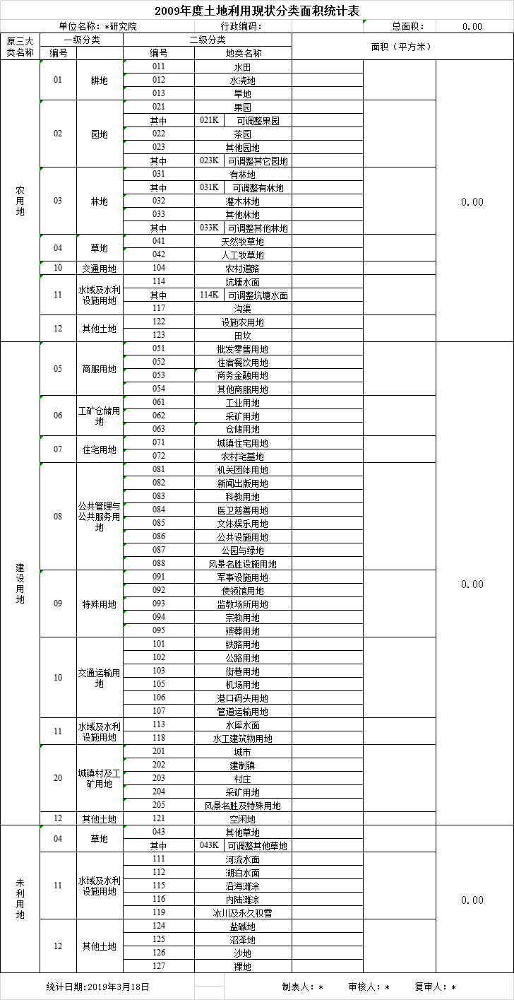 2009年度土地利用现状分类面积统计表
单位名称：*研究院 行政编码： 总面积： 0.00
原三大类名称 一级分类 二级分类 面积（平方米）
编号 编号 地类名称
农用地 01 耕地 011 水田 0.00
012 水浇地
013 旱地
02 园地 021 果园
其中 021K 可调整果园
022 茶园
023 其他园地
其中 023K 可调整其它园地
03 林地 031 有林地
其中 031K 可调整有林地
032 灌木林地
033 其他林地
其中 033K 可调整其他林地
04 草地 041 天然牧草地
042 人工牧草地
10 交通用地 104 农村道路
11 水域及水利设施用地 114 坑塘水面
其中 114K 可调整坑塘水面
117 沟渠
12 其他土地 122 设施农用地
123 田坎
建设用地 05 商服用地 051 批发零售用地 0.00
052 住宿餐饮用地
053 商务金融用地
054 其他商服用地
06 工矿仓储用地 061 工业用地
062 采矿用地
063 仓储用地
07 住宅用地 071 城镇住宅用地
072 农村宅基地
08 公共管理与公共服务用地 081 机关团体用地
082 新闻出版用地
083 科教用地
084 医卫慈善用地
085 文体娱乐用地
086 公共设施用地
087 公园与绿地
088 风景名胜设施用地
09 特殊用地 091 军事设施用地
092 使领馆用地
093 监教场所用地
094 宗教用地
095 殡葬用地
10 交通运输用地 101 铁路用地
102 公路用地
103 街巷用地
105 机场用地
106 港口码头用地
107 管道运输用地
11 水域及水利设施用地 113 水库水面
118 水工建筑物用地
20 城镇村及工矿用地 201 城市
202 建制镇
203 村庄
204 采矿用地
205 风景名胜及特殊用地
12 其他土地 121 空闲地
未利用地 04 草地 043 其他草地 0.00
其中 043K 可调整其他草地
11 水域及水利设施用地 111 河流水面
112 湖泊水面
115 沿海滩涂
116 内陆滩涂
119 冰川及永久积雪
12 其他土地 124 盐碱地
125 沼泽地
126 沙地
127 裸地
统计日期:2019年3月18日 制表人：* 审核人：* 复审人：*